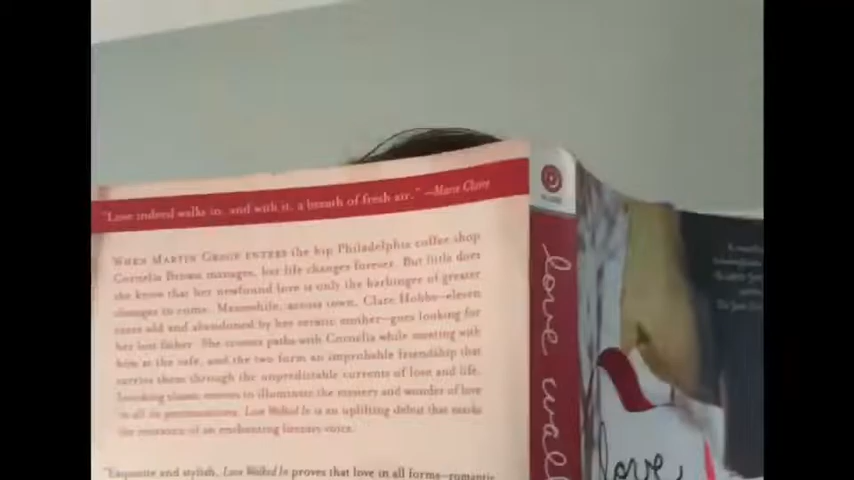 "Love indeed walks in, and with it, a breath of fresh air." —Marie Claire
When Martin Grace enters the hip Philadelphia coffee shop
Cornelia Brown manages, her life changes forever. But little does
she know that her newfound love is only the harbinger of greater
changes to come. Meanwhile, across town, Clare Hobbs—eleven
years old and abandoned by her erratic mother—goes looking for
her lost father. She crosses paths with Cornelia while meeting with
him at the cafe, and the two form an improbable friendship that
carries them through the unpredictable currents of love and life.
to illuminate the mystery and wonder of love
in all its Love Walked In is an uplifting debut that marks
the of an enchanting literary voice.
"Exquisite and stylish, Love Walked In proves that love in all forms—romantic
love walk
love